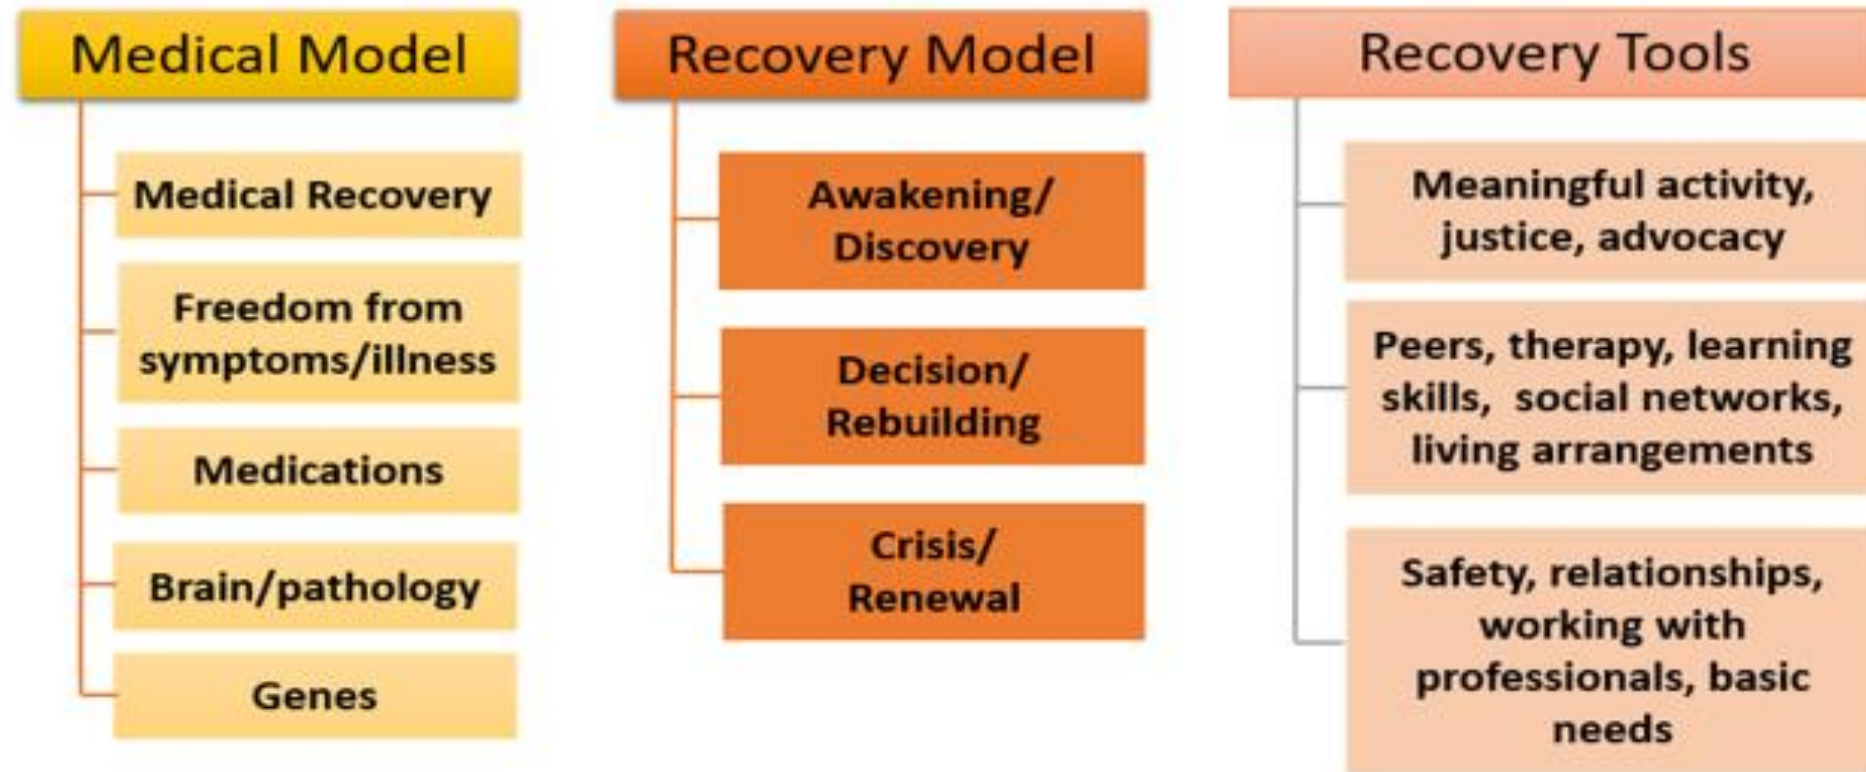 Medical Model
Medical Recovery
Freedom from
symptoms/illness
Medications
Brain/pathology
Genes
Recovery Model
Awakening/
Discovery
Decision/
Rebuilding
Crisis/
Renewal
Recovery Tools
Meaningful activity,
justice, advocacy
Peers, therapy, learning
skills, social networks,
living arrangements
Safety, relationships,
working with
professionals, basic
needs